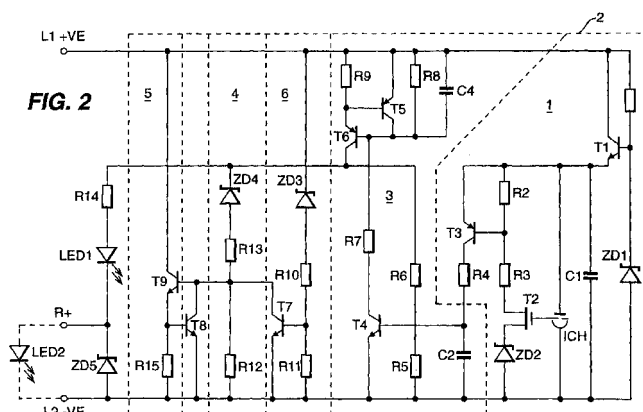 2
L1 +VE
FIG. 2
5
4
6
R9
T5
R8
C4
1
T6
T1
R14
ZD4
ZD3
3
R2
T3
R13
R7
R6
R4
R3
C1
ZD1
LED1
T9
R10
T2
R+
T8
T7
T4
ICH
LED2
ZD5
R15
R12
R11
R5
C2
ZD2
L2 -VE